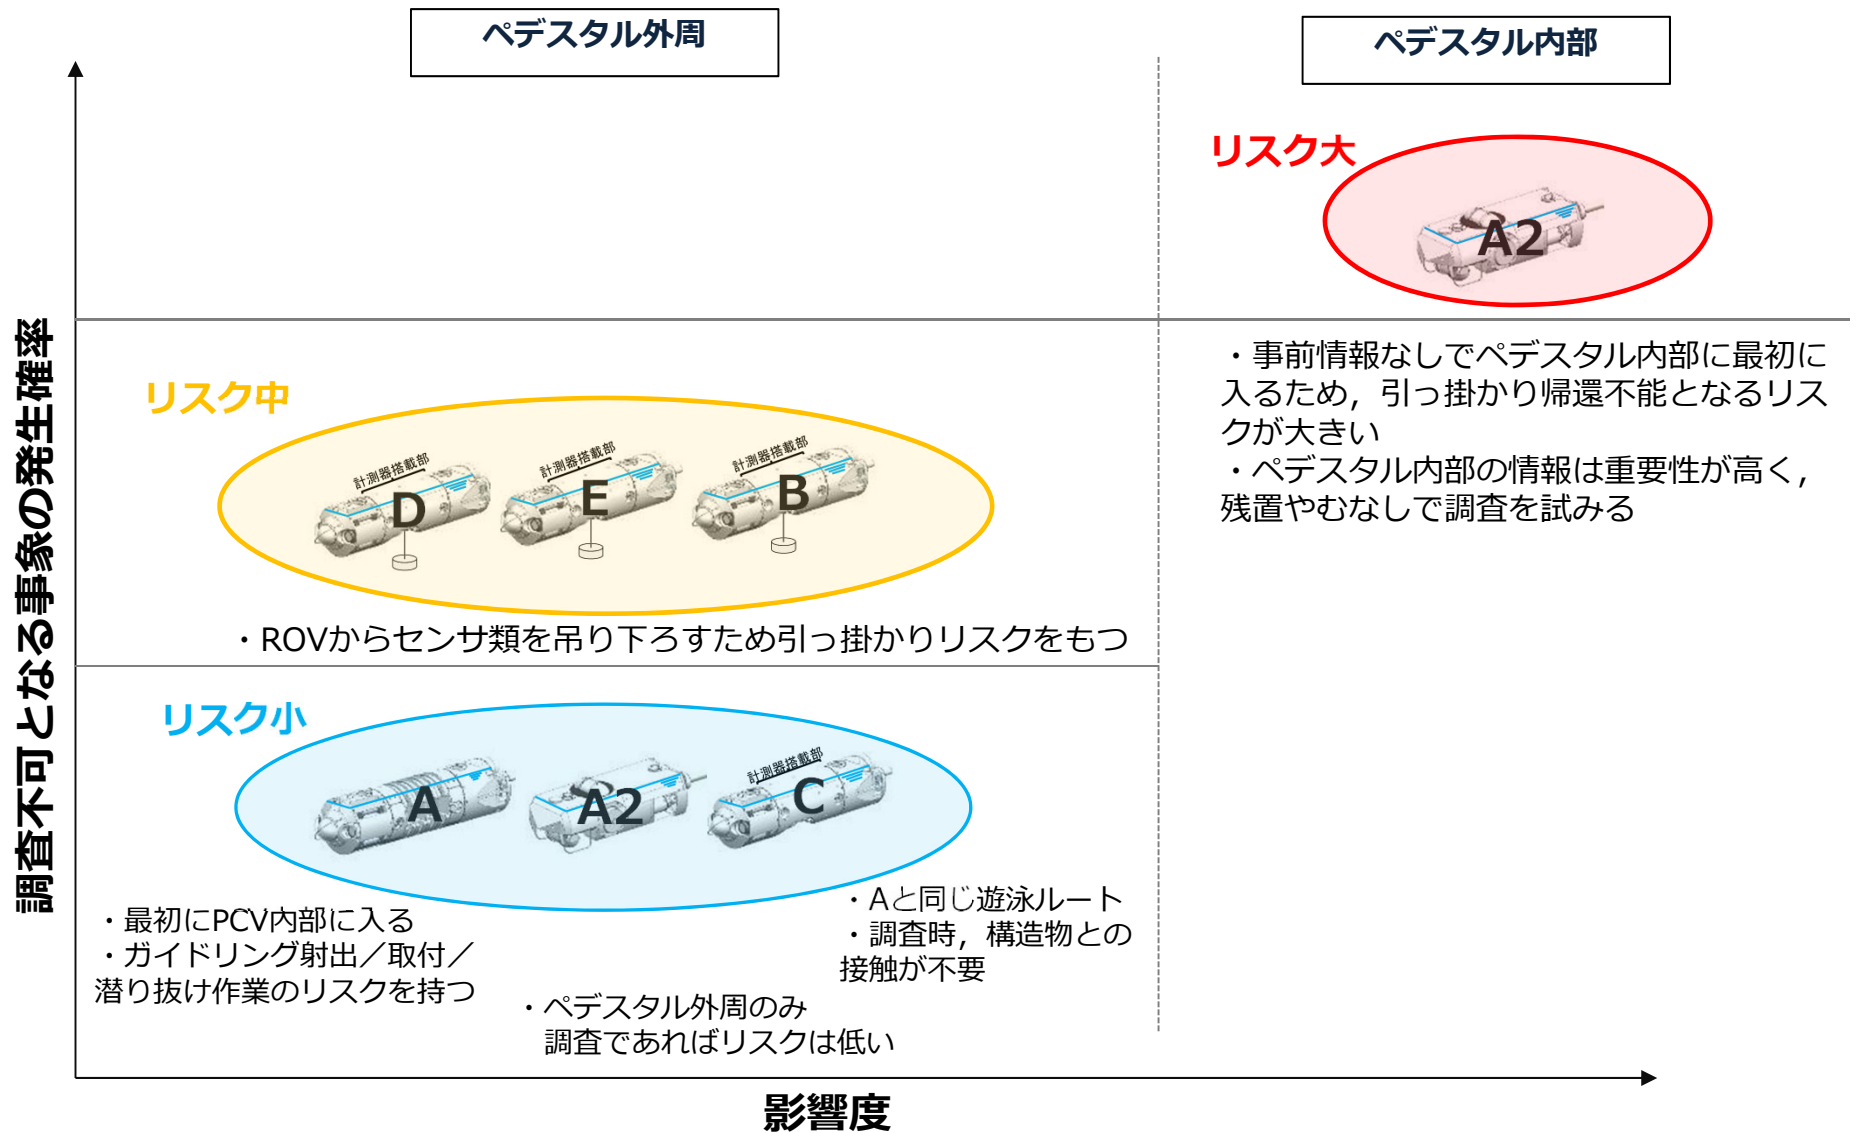 ペデスタル外周
ペデスタル内部
リスク大
A2
・事前情報なしでペデスタル内部に最初に
入るため，引っ掛かり帰還不能となるリス
クが大きい
・ペデスタル内部の情報は重要性が高く，
残置やむなしで調査を試みる
調査不可となる事象の発生確率
リスク中
計測器搭載部
D
計測器搭載部
E
計測器搭載部
B
・ROVからセンサ類を吊り下ろすため引っ掛かりリスクをもつ
リスク小
A
A2
計測器搭載部
C
・最初にPCV内部に入る
・ガイドリング射出／取付／
潜り抜け作業のリスクを持つ
・ペデスタル外周のみ
調査であればリスクは低い
・Aと同じ遊泳ルート
・調査時，構造物との
接触が不要
影響度